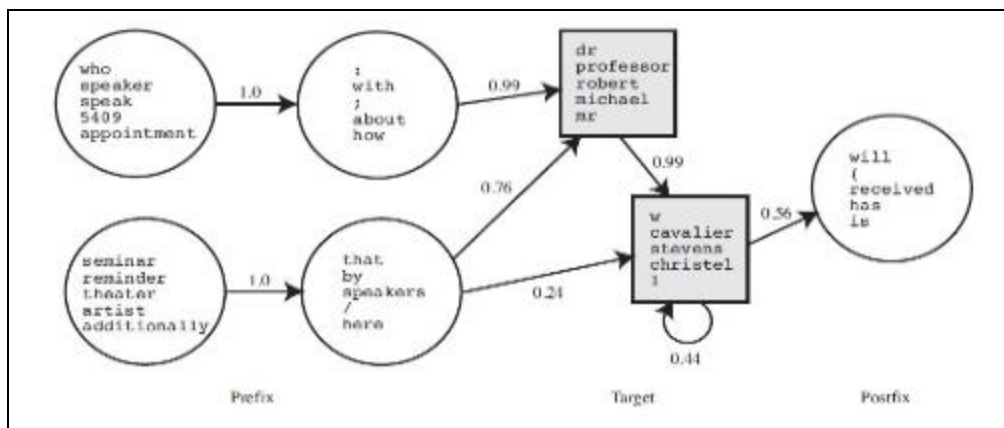 who
speaker
speak
5409
appointment
1.0
:
with
;
about
how
0.99
dr
professor
robert
michael
mr
0.99
0.76
seminar
reminder
theater
artist
additionally
1.0
that
by
speakers
/
here
0.24
w
cavalier
stevens
christel
l
0.44
0.56
will
(
received
has
is
Prefix
Target
Postfix